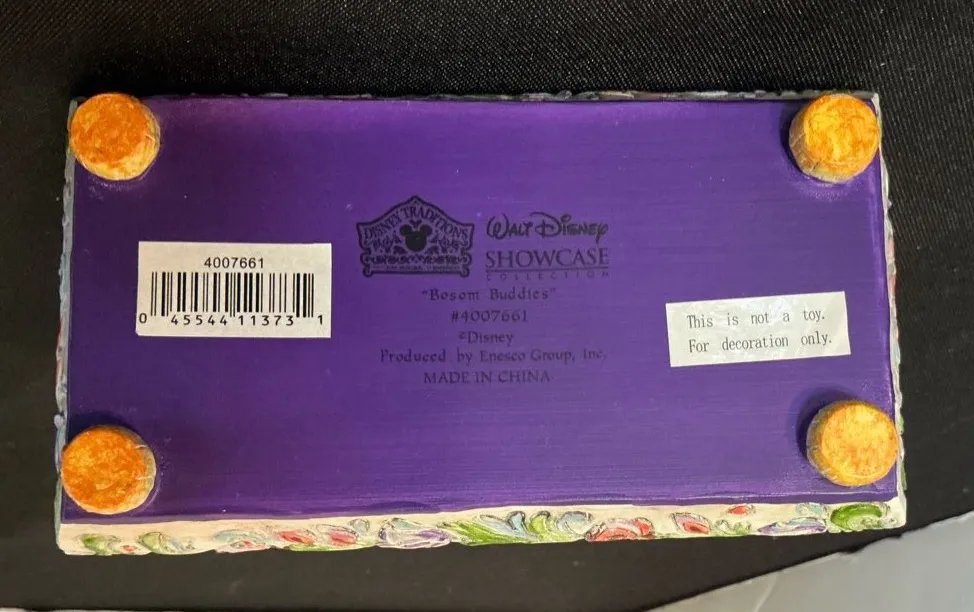 4007661
0 45544 11373 1
DISNEY TRADITIONS
WALT DISNEY
SHOWCASE
COLLECTION
"Bosom Buddies"
#4007661
©Disney
Produced by Enesco Group, Inc.
MADE IN CHINA
This is not a toy.
For decoration only.